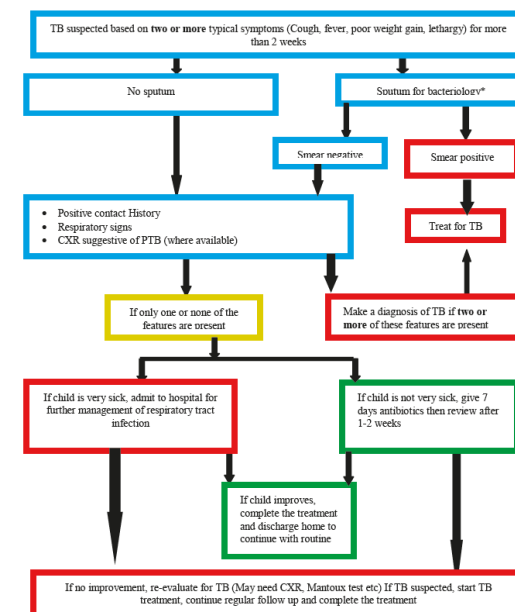 TB suspected based on two or more typical symptoms (Cough, fever, poor weight gain, lethargy) for more
than 2 weeks
No sputum
Sputum for bacteriology*
Smear negative
Smear positive
• Positive contact History
• Respiratory signs
• CXR suggestive of PTB (where available)
Treat for TB
If only one or none of the
features are present
Make a diagnosis of TB if two or
more of these features are present
If child is very sick, admit to hospital for
further management of respiratory tract
infection
If child is not very sick, give 7
days antibiotics then review after
1-2 weeks
If child improves,
complete the treatment
and discharge home to
continue with routine
If no improvement, re-evaluate for TB (May need CXR, Mantoux test etc) If TB suspected, start TB
treatment, continue regular follow up and complete the treatment